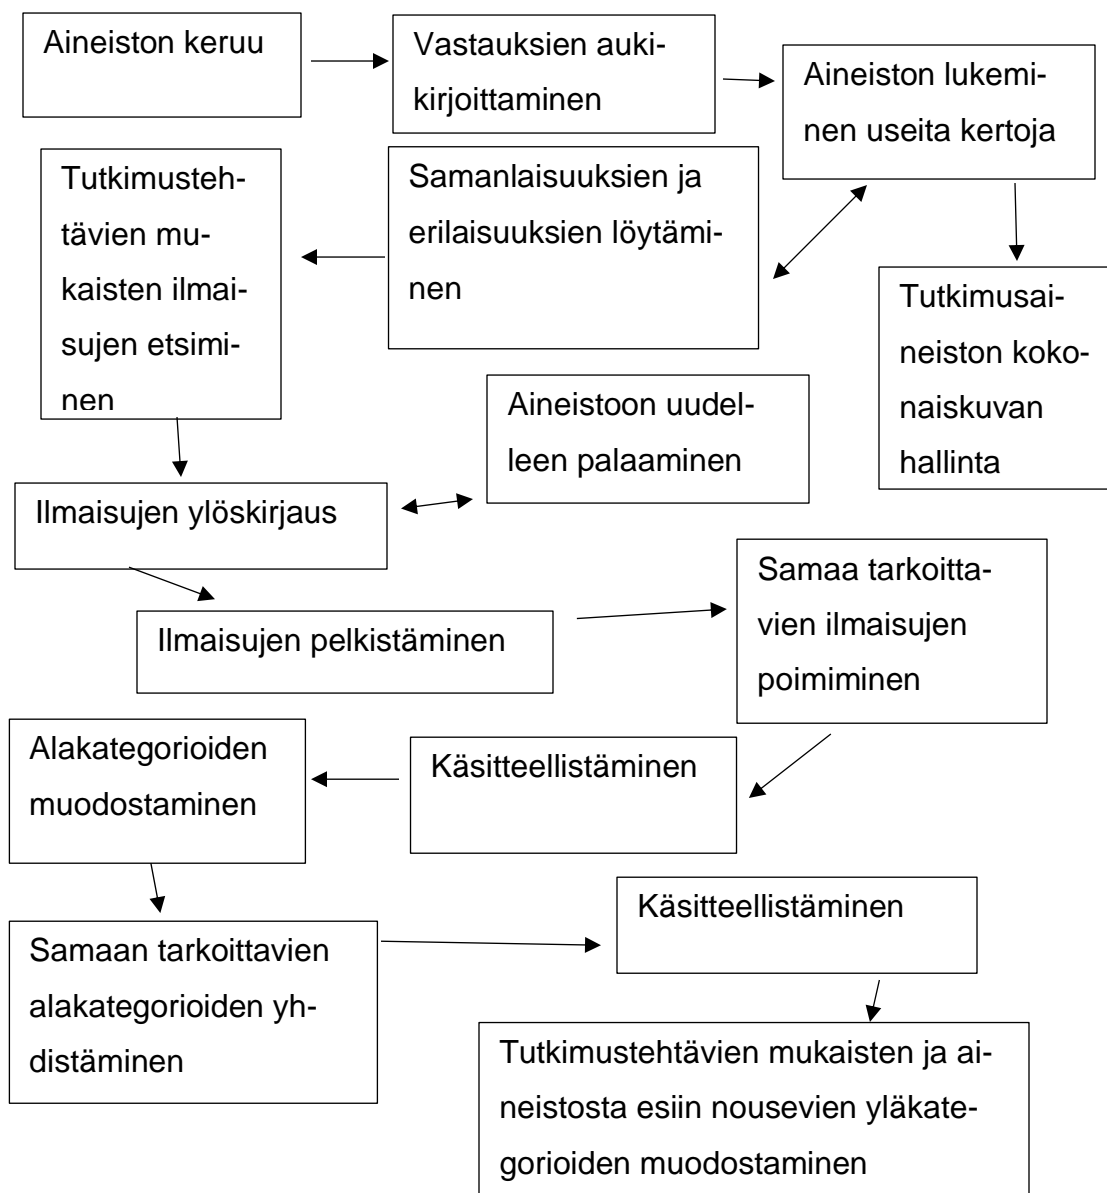 Aineiston keruu
Vastauksien auki-
kirjoittaminen
Aineiston lukemi-
nen useita kertoja
Samanlaisuuksien ja
erilaisuuksien löytämi-
nen
Tutkimusteh-
tävien mu-
kaisten ilmai-
sujen etsimi-
nen
Tutkimusai-
neiston koko-
naiskuvan
hallinta
Aineistoon uudel-
leen palaaminen
Ilmaisujen ylöskirjaus
Ilmaisujen pelkistäminen
Samaa tarkoitta-
vien ilmaisujen
poimiminen
Käsitteellistäminen
Alakategorioiden
muodostaminen
Samaan tarkoittavien
alakategorioiden yh-
distäminen
Käsitteellistäminen
Tutkimustehtävien mukaisten ja ai-
neistosta esiin nousevien yläkate-
gorioiden muodostaminen